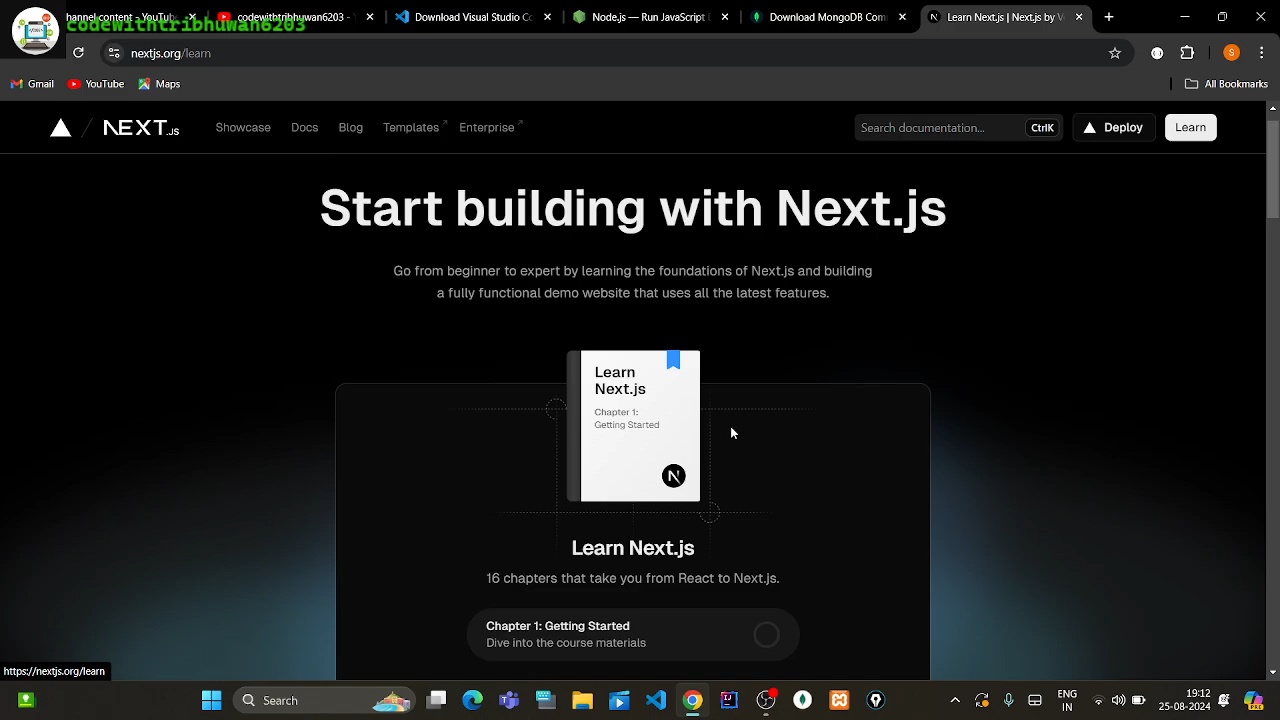 channel content - YouTub
codewithtribhuwan6203 - Y
Download Visual Studio Co
Node.js — Run JavaScript E
Download MongoDB Comm
Learn | Next.js by Ve
codewithtribhuwan6203
nextjs.org/learn
S
Gmail
YouTube
Maps
All Bookmarks
NEXT.JS
Showcase
Docs
Blog
Templates
Enterprise
Search documentation...
CtrlK
Deploy
Learn
Start building with Next.js
Go from beginner to expert by learning the foundations of Next.js and building
a fully functional demo website that uses all the latest features.
Learn
Next.js
Chapter 1:
Getting Started
N
Learn Next.js
16 chapters that take you from React to Next.js.
Chapter 1: Getting Started
Dive into the course materials
https://nextjs.org/learn
Search
ENG
IN
19:12
25-08-2024